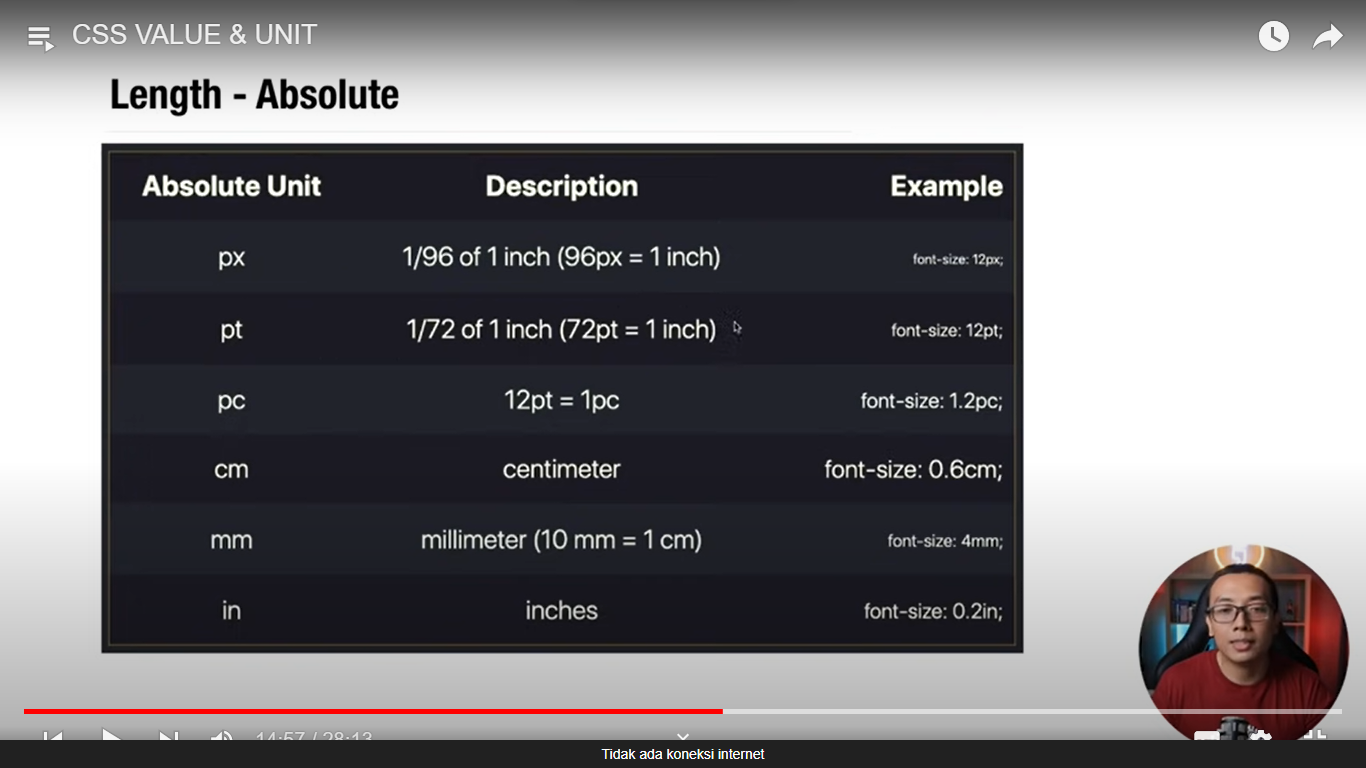 CSS VALUE & UNIT
Length - Absolute
Absolute Unit Description Example
px 1/96 of 1 inch (96px = 1 inch) font-size: 12px;
pt 1/72 of 1 inch (72pt = 1 inch) font-size: 12pt;
pc 12pt = 1pc font-size: 1.2pc;
cm centimeter font-size: 0.6cm;
mm millimeter (10 mm = 1 cm) font-size: 4mm;
in inches font-size: 0.2in;
14:57 / 28:13
Tidak ada koneksi internet